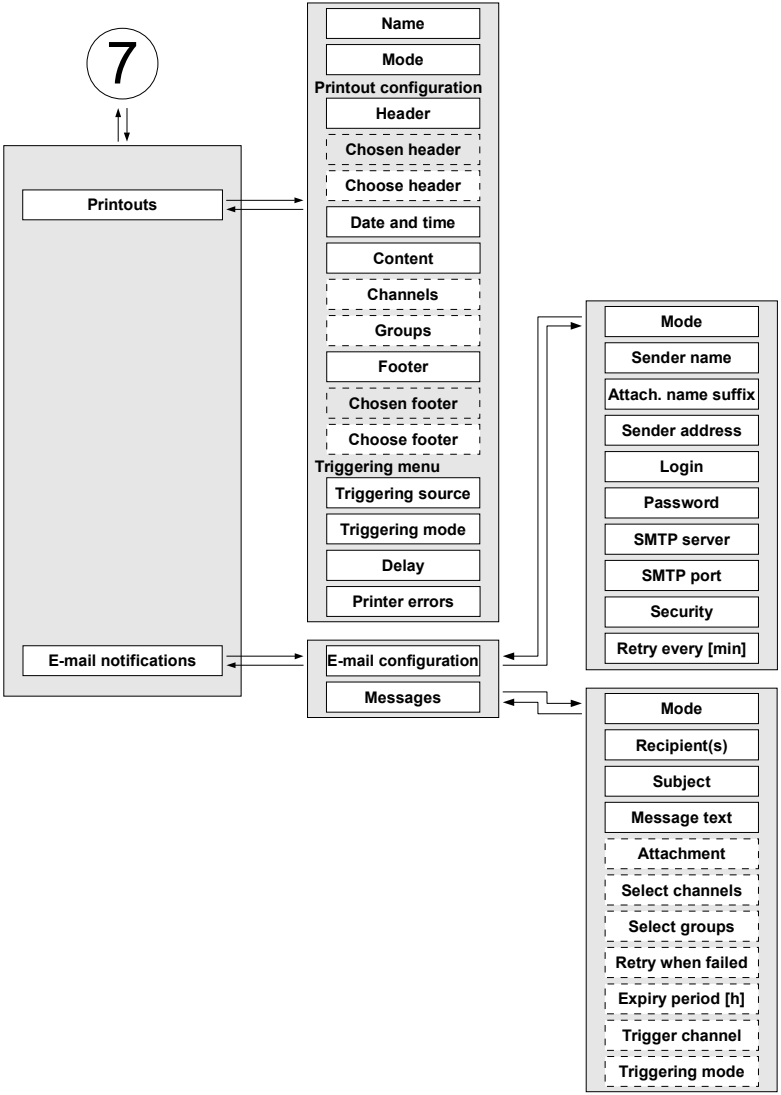 7
Printouts
E-mail notifications
Name
Mode
Printout configuration
Header
Chosen header
Choose header
Date and time
Content
Channels
Groups
Footer
Chosen footer
Choose footer
Triggering menu
Triggering source
Triggering mode
Delay
Printer errors
E-mail configuration
Messages
Mode
Sender name
Attach. name suffix
Sender address
Login
Password
SMTP server
SMTP port
Security
Retry every [min]
Mode
Recipient(s)
Subject
Message text
Attachment
Select channels
Select groups
Retry when failed
Expiry period [h]
Trigger channel
Triggering mode